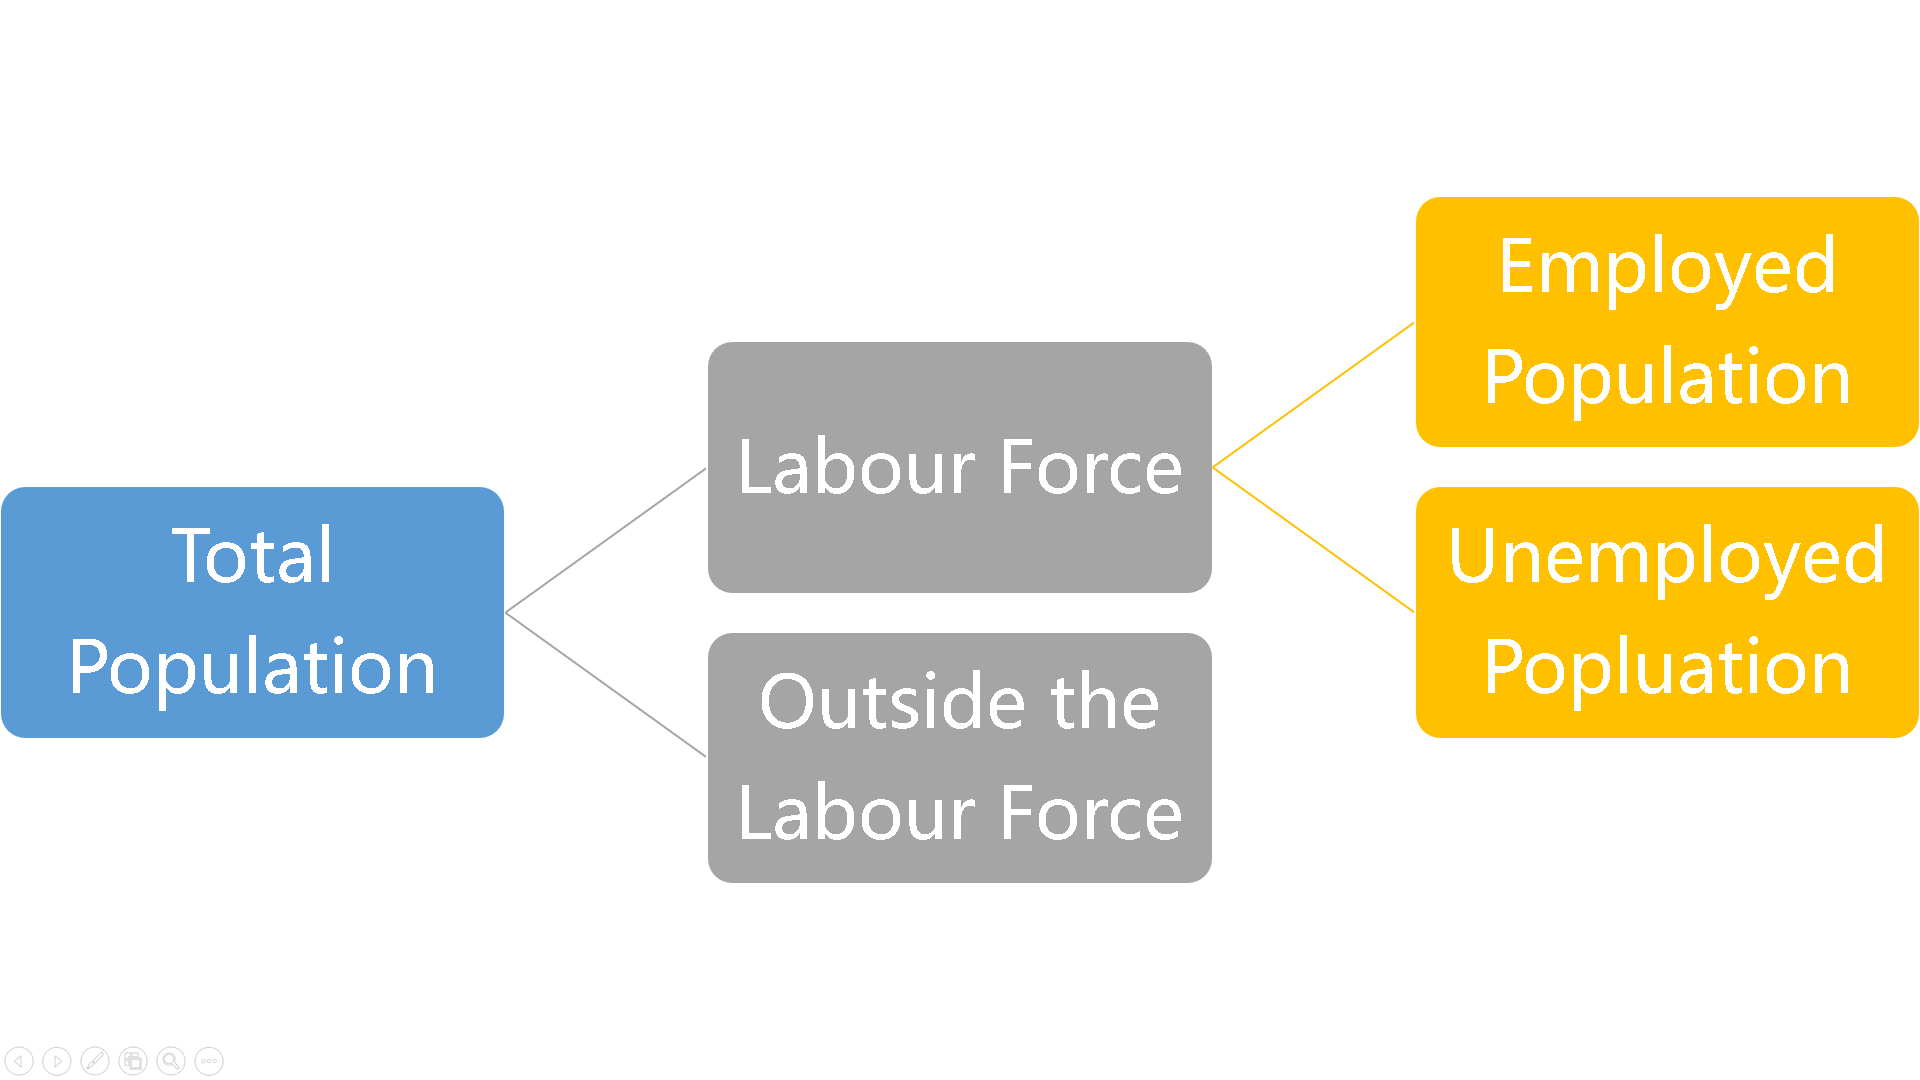 Total
Population
Labour Force
Outside the
Labour Force
Employed
Population
Unemployed
Popluation